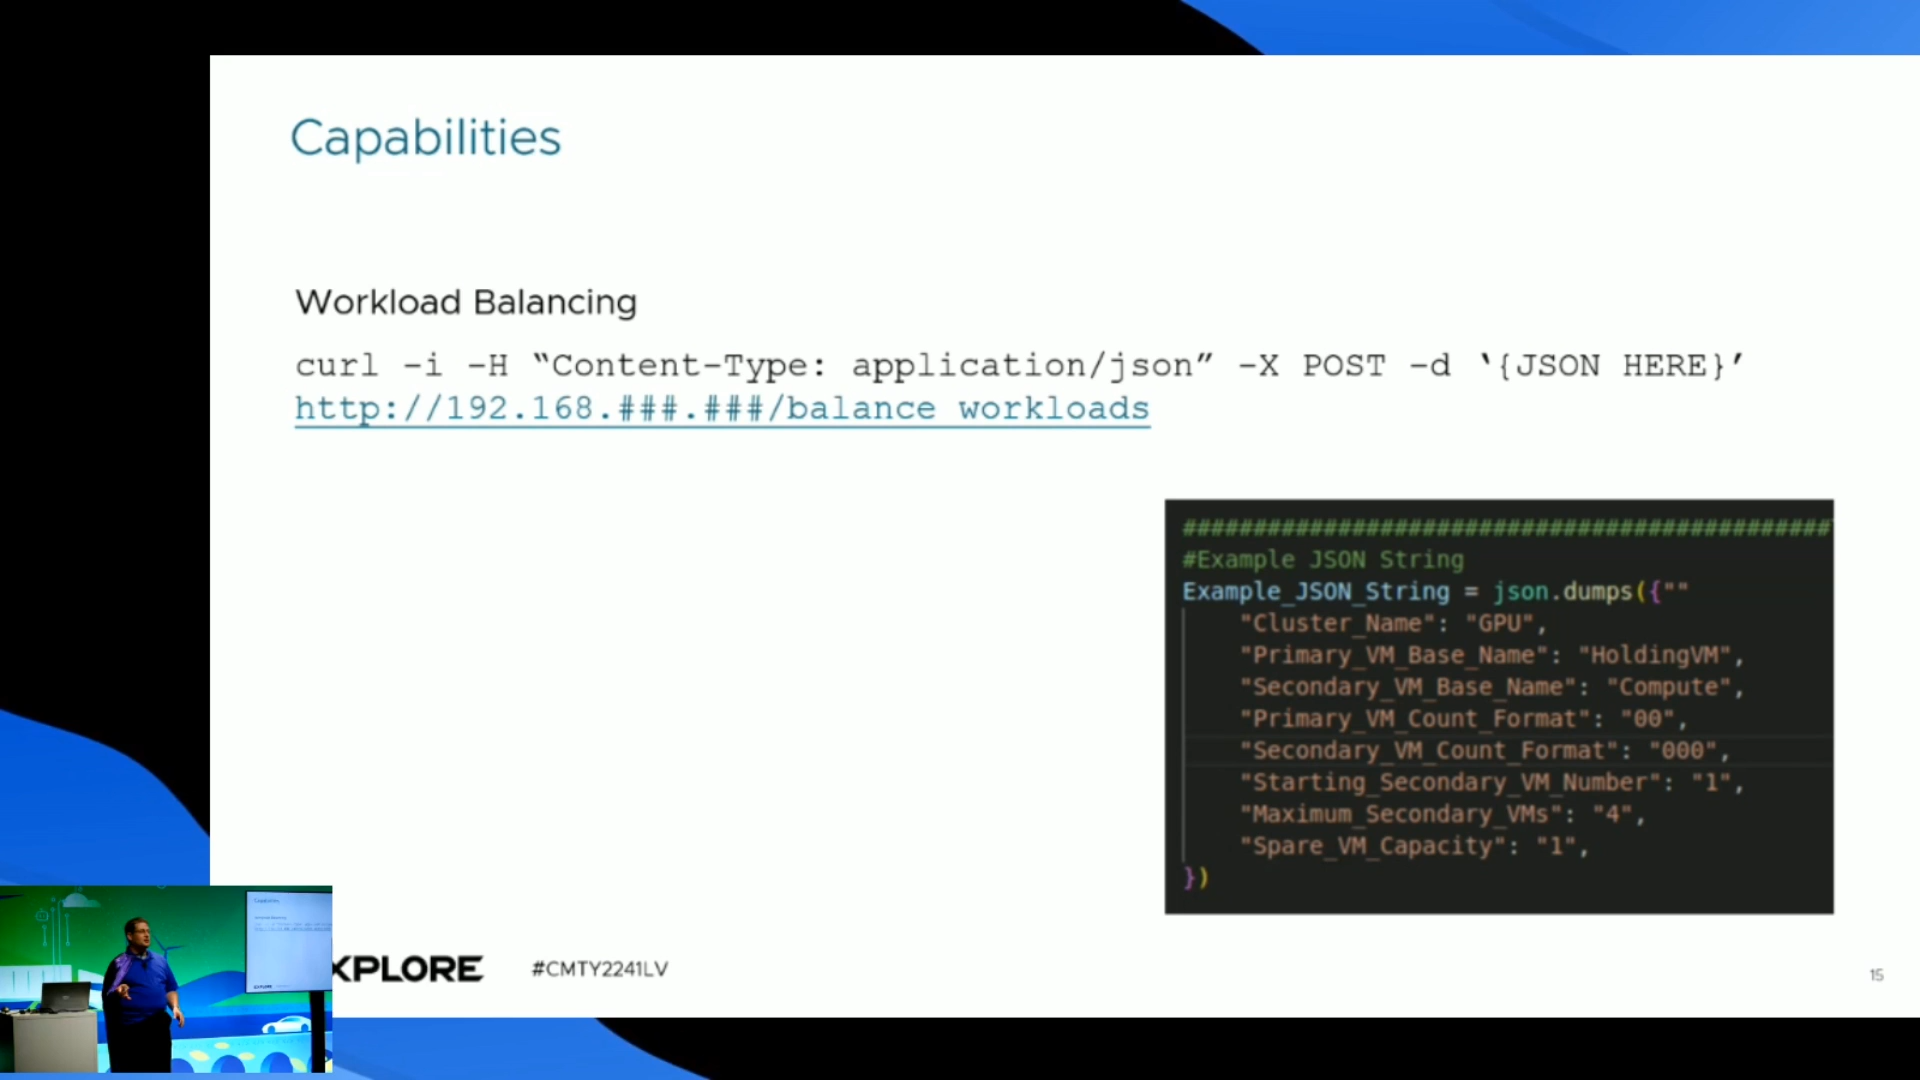 Capabilities
Workload Balancing
curl -i -H “Content-Type: application/json” -X POST -d ‘{JSON HERE}’
http://192.168.###.###/balance_workloads
##############################################
#Example JSON String
Example_JSON_String = json.dumps({""
"Cluster_Name": "GPU",
"Primary_VM_Base_Name": "HoldingVM",
"Secondary_VM_Base_Name": "Compute",
"Primary_VM_Count_Format": "00",
"Secondary_VM_Count_Format": "000",
"Starting_Secondary_VM_Number": "1",
"Maximum_Secondary_VMs": "4",
"Spare_VM_Capacity": "1",
})
XPLORE
#CMTY2241LV
15
Capabilities